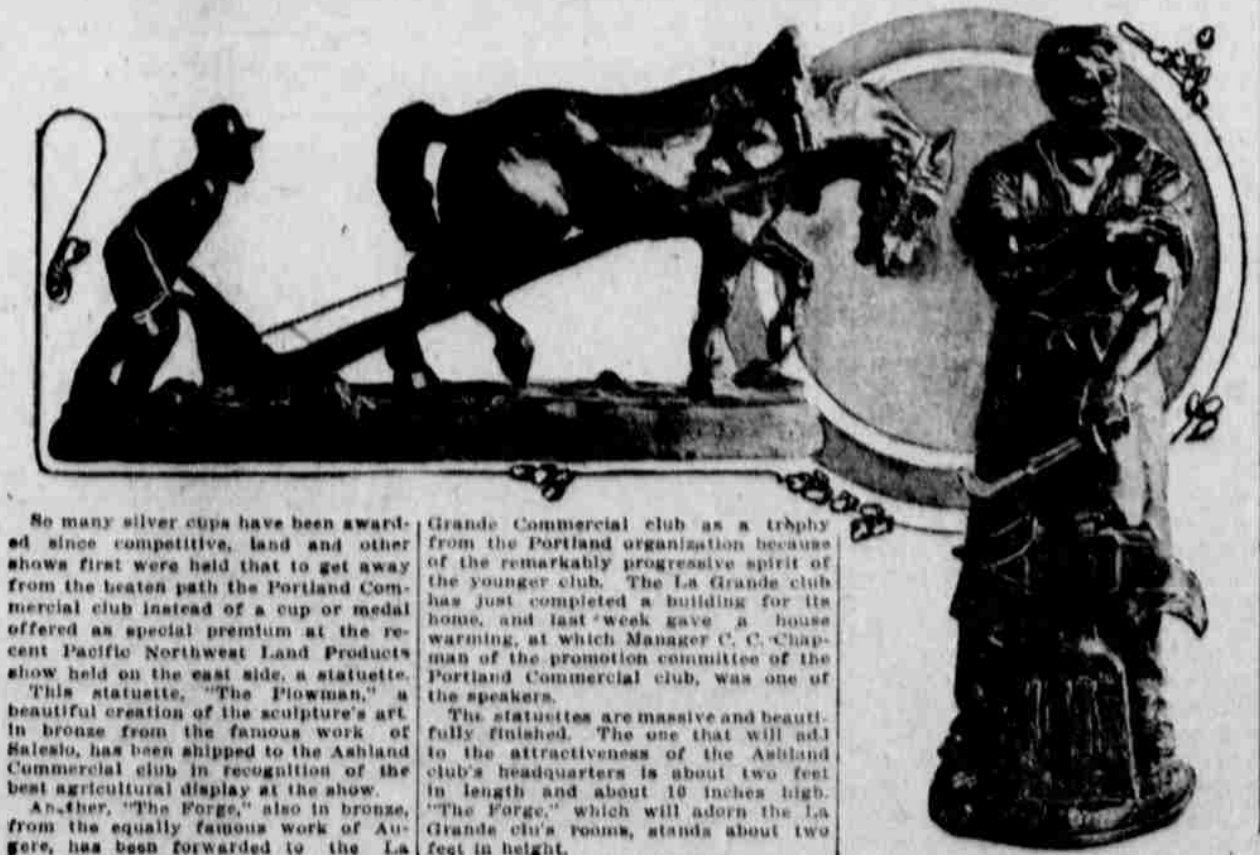 So many silver cups have been award-
ed since competitive, land and other
shows first were held that to get away
from the beaten path the Portland Com-
mercial club instead of a cup or medal
offered as special premium at the re-
cent Pacific Northwest Land Products
show held on the east side, a statuette.
This statuette, "The Plowman," a
beautiful creation of the sculpture's art
in bronze from the famous work of
Salesio, has been shipped to the Ashland
Commercial club in recognition of the
best agricultural display at the show.
Another, "The Forge," also in bronze,
from the equally famous work of Au-
gere, has been forwarded to the La
Grande Commercial club as a trophy
from the Portland organization because
of the remarkably progressive spirit of
the younger club. The La Grande club
has just completed a building for its
home, and last week gave a house
warming, at which Manager C. C. Chap-
man of the promotion committee of the
Portland Commercial club, was one of
the speakers.
The statuettes are massive and beauti-
fully finished. The one that will add
to the attractiveness of the Ashland
club's headquarters is about two feet
in length and about 10 inches high.
"The Forge," which will adorn the La
Grande clu's rooms, stands about two
feet in height.